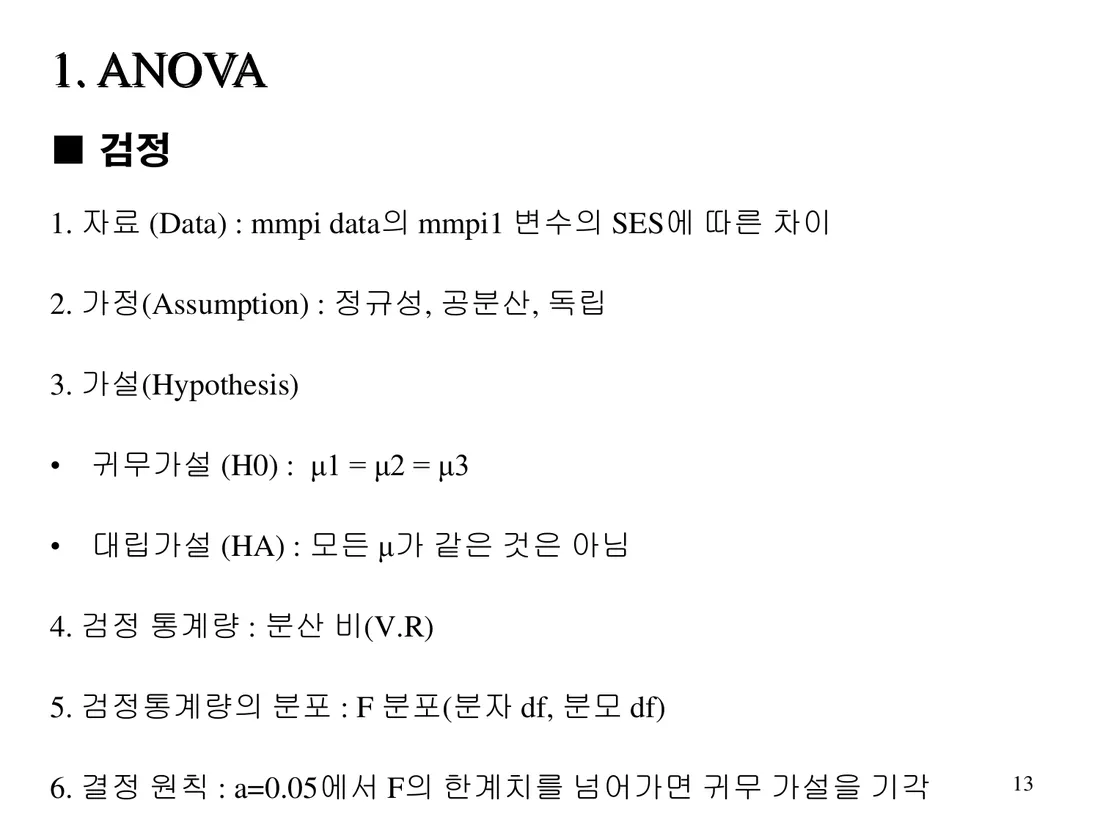 1. ANOVA
■ 검정
1. 자료 (Data) : mmpi data의 mmpi1 변수의 SES에 따른 차이
2. 가정(Assumption) : 정규성, 공분산, 독립
3. 가설(Hypothesis)
• 귀무가설 (H0) : μ1 = μ2 = μ3
• 대립가설 (HA) : 모든 μ가 같은 것은 아님
4. 검정 통계량 : 분산 비(V.R)
5. 검정통계량의 분포 : F 분포(분자 df, 분모 df)
6. 결정 원칙 : a=0.05에서 F의 한계치를 넘어가면 귀무 가설을 기각
13